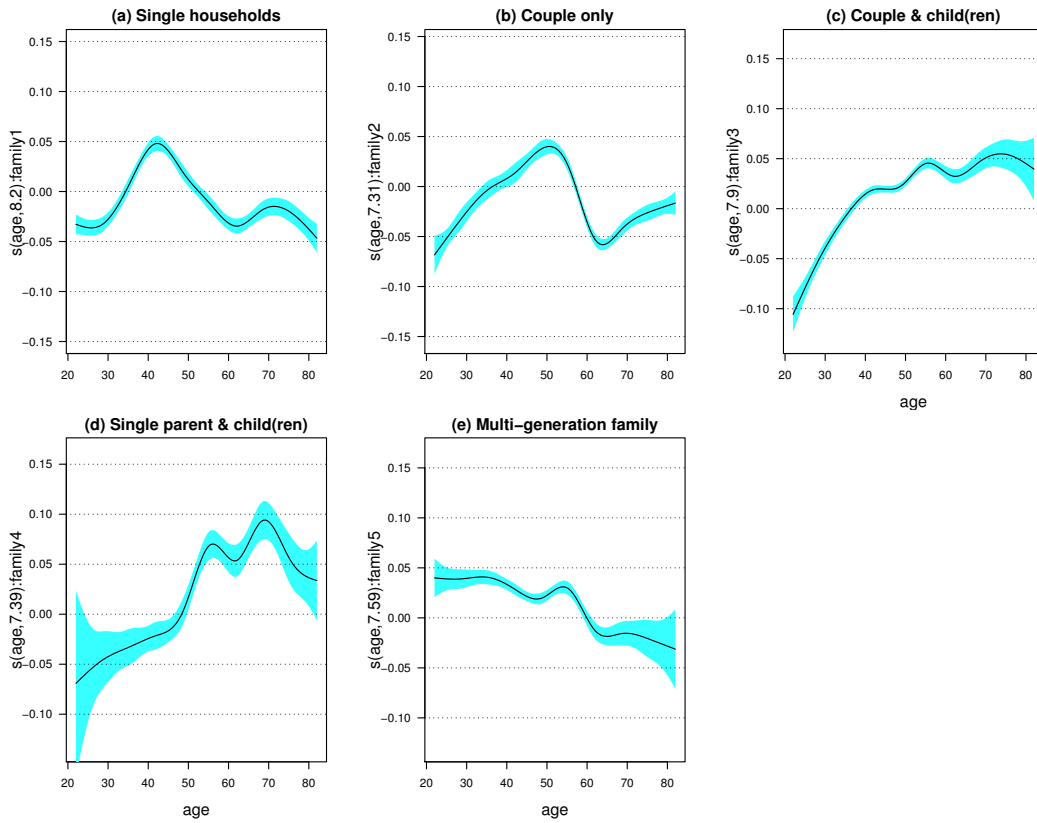 (a) Single households
s(age,8.2):family1
0.15
0.10
0.05
0.00
−0.05
−0.10
−0.15
20 30 40 50 60 70 80
(b) Couple only
s(age,7.31):family2
0.15
0.10
0.05
0.00
−0.05
−0.10
−0.15
20 30 40 50 60 70 80
(c) Couple & child(ren)
s(age,7.9):family3
0.15
0.10
0.05
0.00
−0.05
−0.10
20 30 40 50 60 70 80
age
(d) Single parent & child(ren)
s(age,7.39):family4
0.15
0.10
0.05
0.00
−0.05
−0.10
20 30 40 50 60 70 80
age
(e) Multi−generation family
s(age,7.59):family5
0.15
0.10
0.05
0.00
−0.05
−0.10
20 30 40 50 60 70 80
age